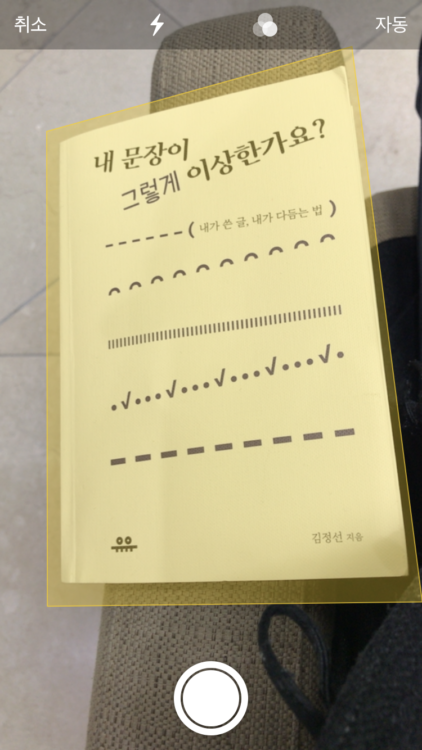 취소
자동
내 문장이
그렇게 이상한가요?
( 내가 쓴 글, 내가 다듬는 법 )
김정선 지음